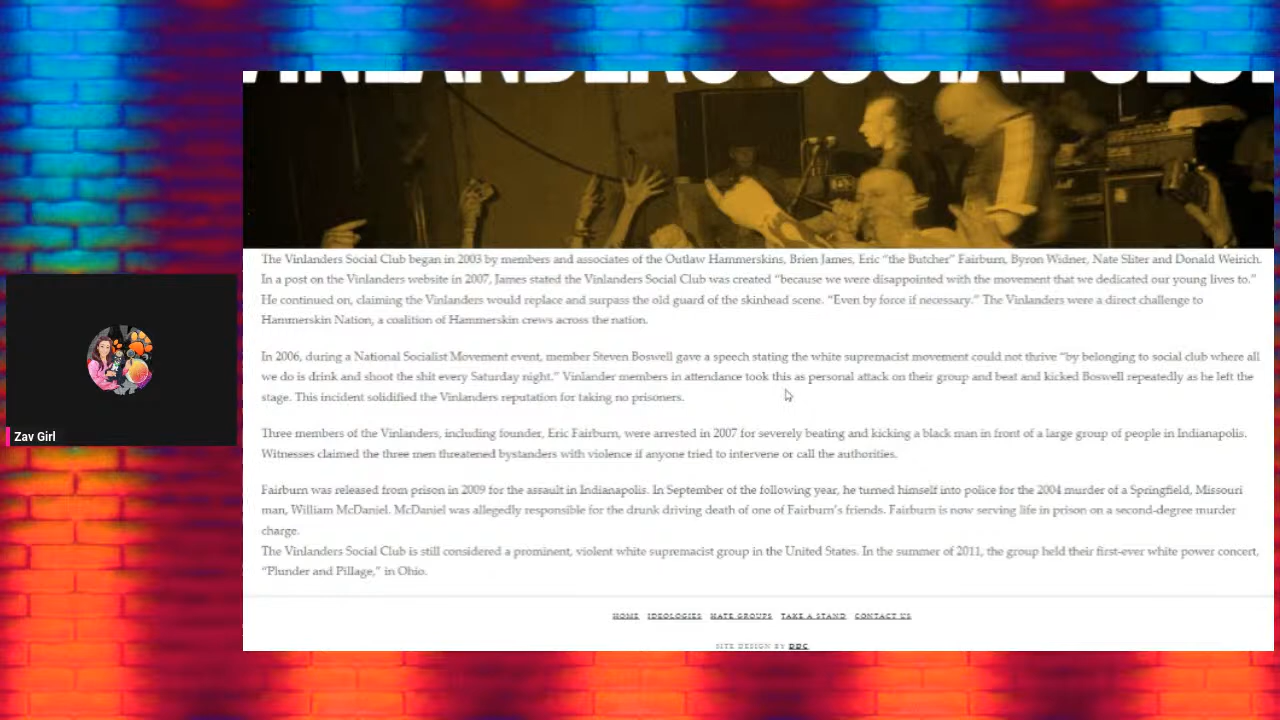 VINLANDERS SOCIAL CLUB
The Vinlanders Social Club began in 2003 by members and associates of the Outlaw Hammerskins, Brien James, Eric "the Butcher" Fairburn, Byron Widner, Nate Sliter and Donald Weirich.
In a post on the Vinlanders website in 2007, James stated the Vinlanders Social Club was created "because we were disappointed with the movement that we dedicated our young lives to."
He continued on, claiming the Vinlanders would replace and surpass the old guard of the skinhead scene. "Even by force if necessary." The Vinlanders were a direct challenge to
Hammerskin Nation, a coalition of Hammerskin crews across the nation.
In 2006, during a National Socialist Movement event, member Steven Boswell gave a speech stating the white supremacist movement could not thrive "by belonging to social club where all
we do is drink and shoot the shit every Saturday night." Vinlander members in attendance took this as personal attack on their group and beat and kicked Boswell repeatedly as he left the
stage. This incident solidified the Vinlanders reputation for taking no prisoners.
Three members of the Vinlanders, including founder, Eric Fairburn, were arrested in 2007 for severely beating and kicking a black man in front of a large group of people in Indianapolis.
Witnesses claimed the three men threatened bystanders with violence if anyone tried to intervene or call the authorities.
Zav Girl
Fairburn was released from prison in 2009 for the assault in Indianapolis. In September of the following year, he turned himself into police for the 2004 murder of a Springfield, Missouri
man, William McDaniel. McDaniel was allegedly responsible for the drunk driving death of one of Fairburn's friends. Fairburn is now serving life in prison on a second-degree murder
charge.
The Vinlanders Social Club is still considered a prominent, violent white supremacist group in the United States. In the summer of 2011, the group held their first-ever white power concert,
"Plunder and Pillage," in Ohio.
HOME IDEOLOGIES HATE GROUPS TAKE A STAND CONTACT US
SITE DESIGN BY DDC